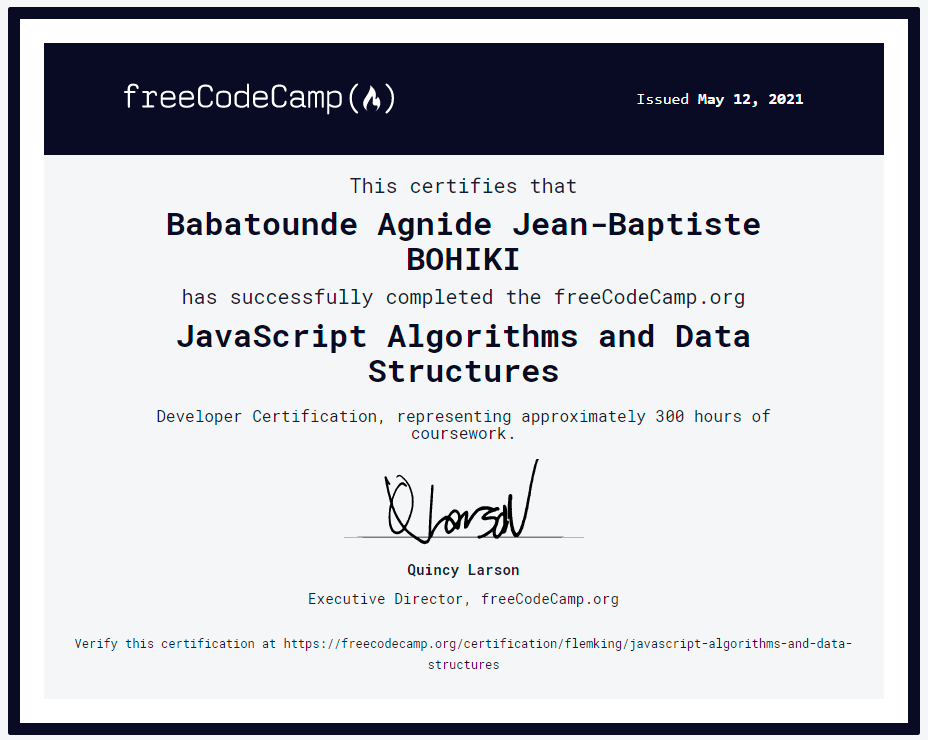 freeCodeCamp
Issued May 12, 2021
This certifies that
Babatounde Agnide Jean-Baptiste
BOHIKI
has successfully completed the freeCodeCamp.org
JavaScript Algorithms and Data
Structures
Developer Certification, representing approximately 300 hours of
coursework.
Q Larson
Quincy Larson
Executive Director, freeCodeCamp.org
Verify this certification at https://freecodecamp.org/certification/flemking/javascript-algorithms-and-data-
structures